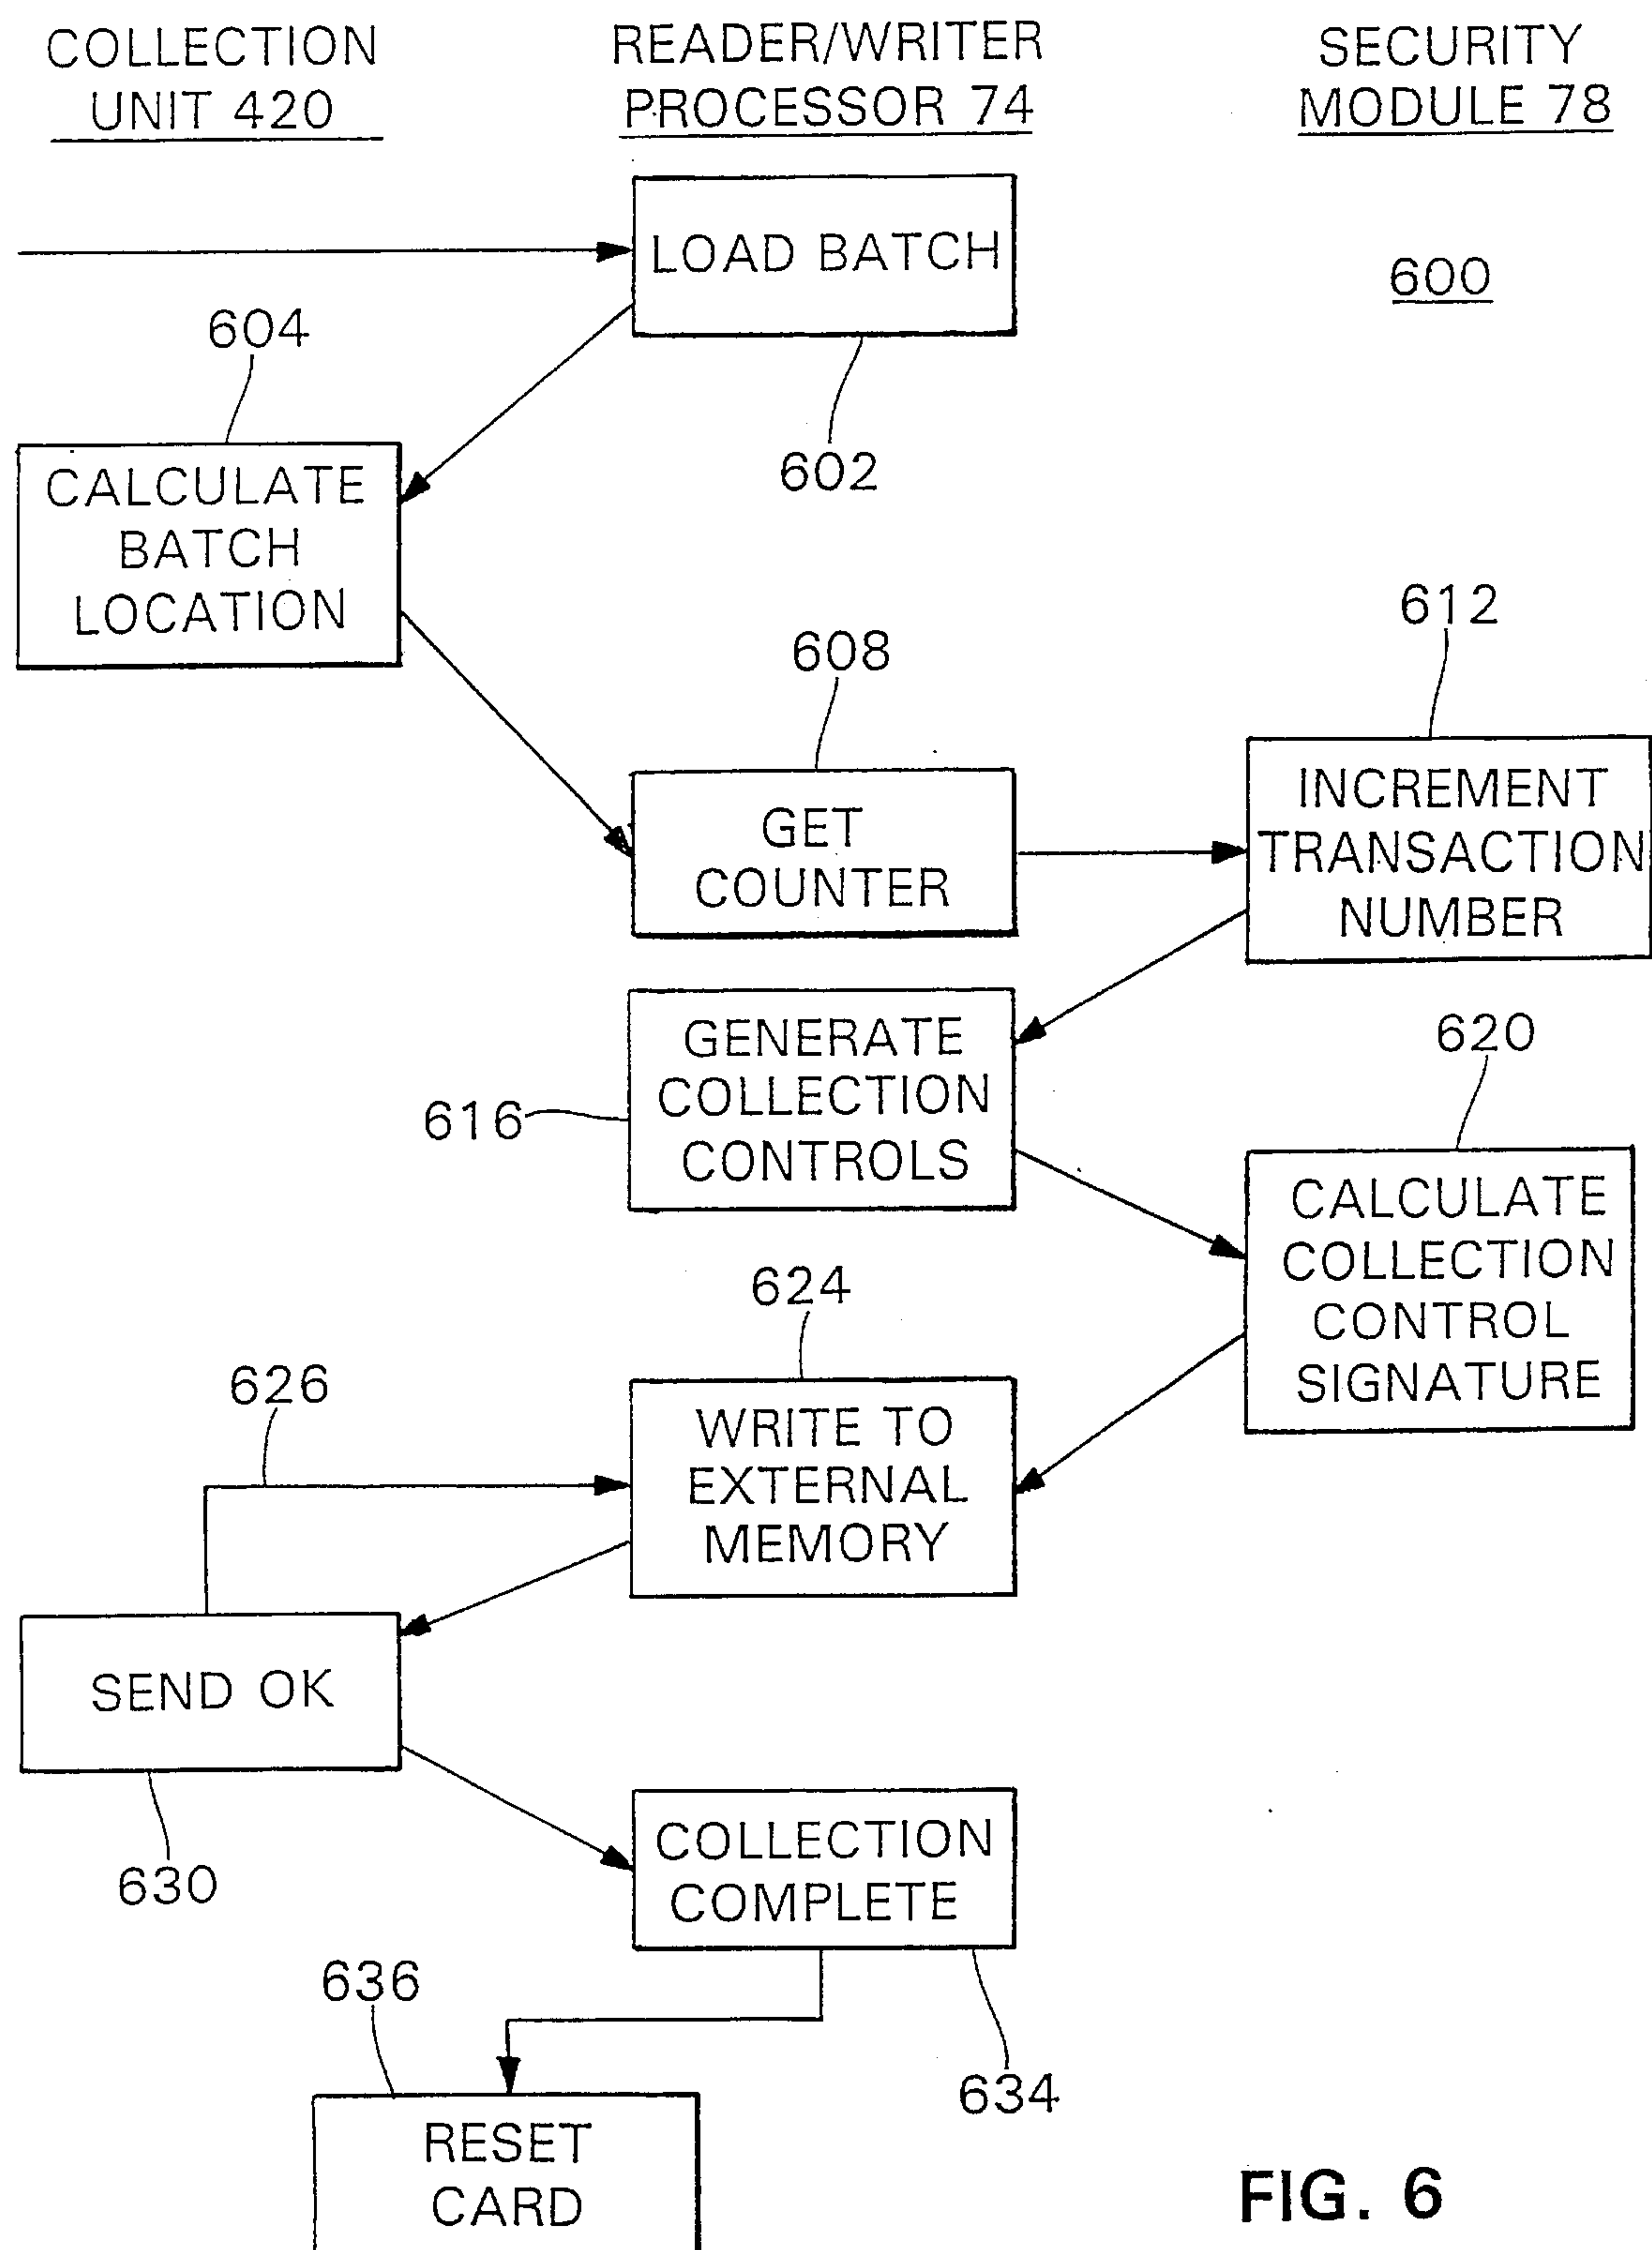 COLLECTION
UNIT 420
READER/WRITER
PROCESSOR 74
SECURITY
MODULE 78
LOAD BATCH
600
604
602
CALCULATE
BATCH
LOCATION
608
612
GET
COUNTER
INCREMENT
TRANSACTION
NUMBER
GENERATE
COLLECTION
CONTROLS
616
620
CALCULATE
COLLECTION
CONTROL
SIGNATURE
624
626
WRITE TO
EXTERNAL
MEMORY
SEND OK
630
COLLECTION
COMPLETE
636
634
RESET
CARD
FIG. 6